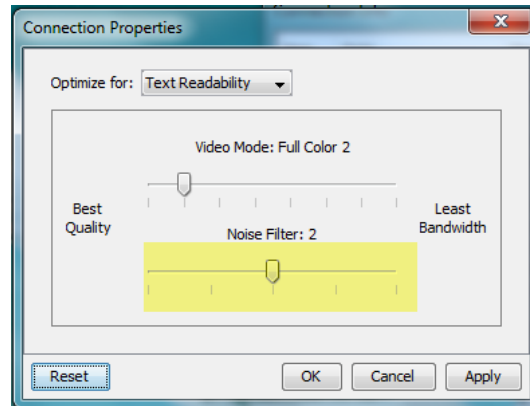 Connection Properties
Optimize for: Text Readability
Video Mode: Full Color 2
Best Quality
Least Bandwidth
Noise Filter: 2
Reset OK Cancel Apply